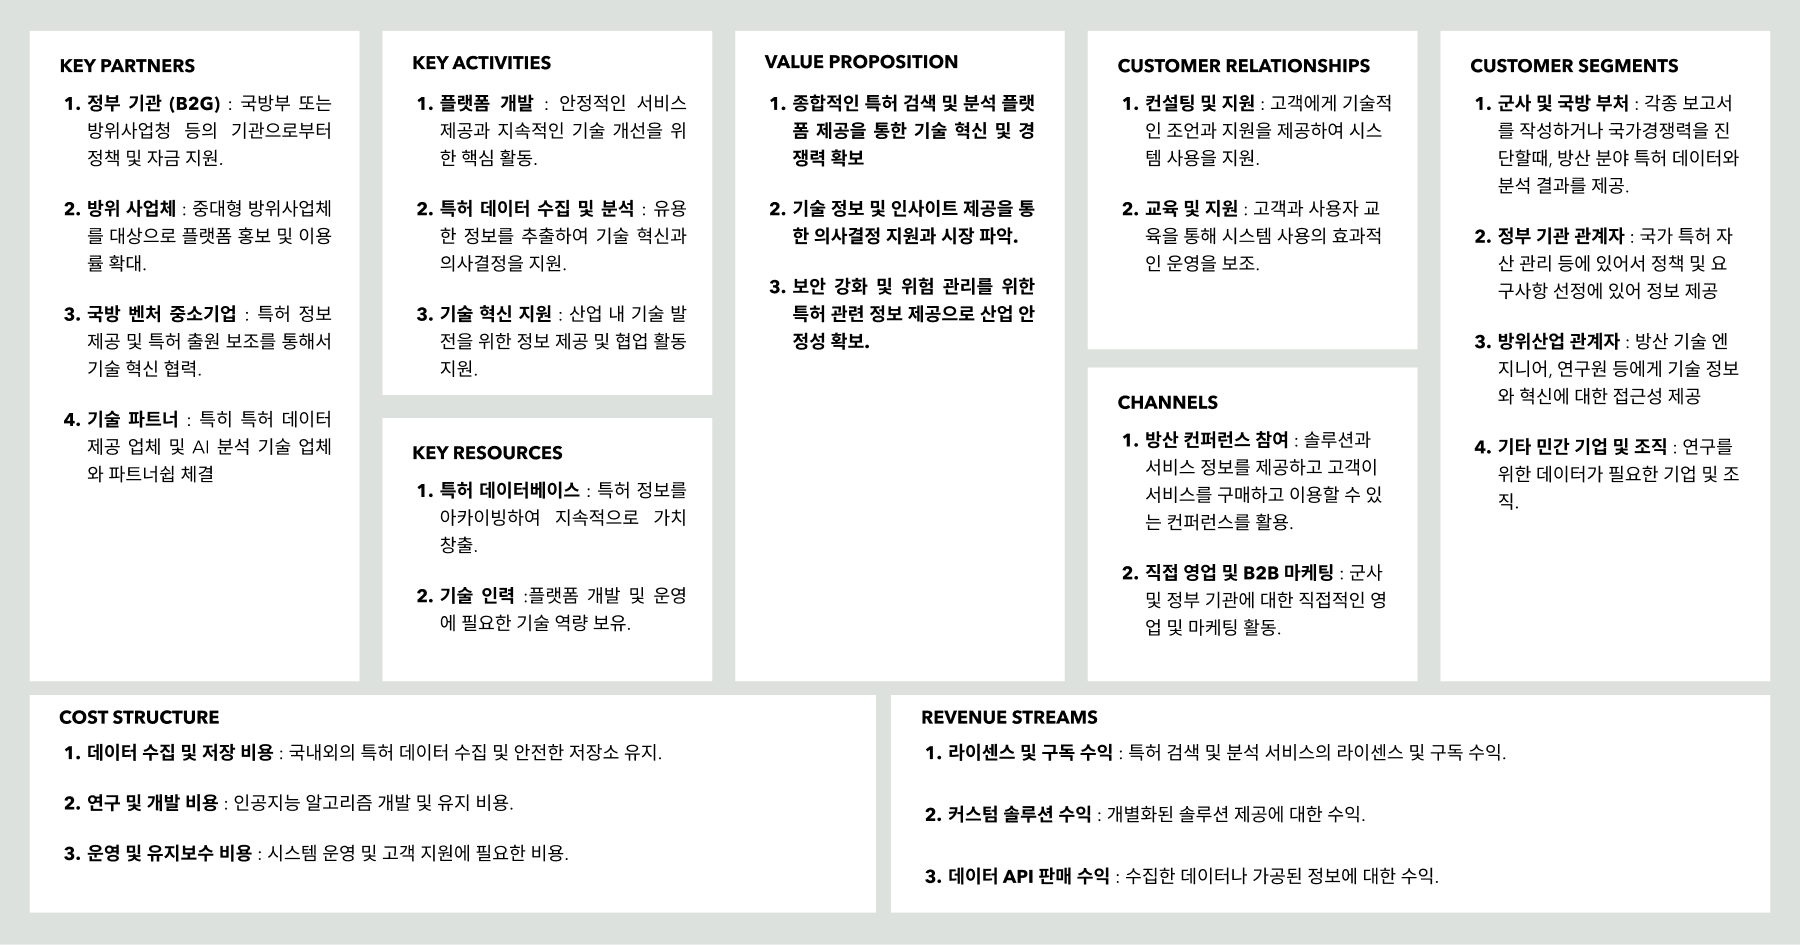 KEY PARTNERS
1. 정부 기관 (B2G) : 국방부 또는
방위사업청 등의 기관으로부터
정책 및 자금 지원.
2. 방위 사업체 : 중대형 방위사업체
를 대상으로 플랫폼 홍보 및 이용
률 확대.
3. 국방 벤처 중소기업 : 특허 정보
제공 및 특허 출원 보조를 통해서
기술 혁신 협력.
4. 기술 파트너 : 특히 특허 데이터
제공 업체 및 AI 분석 기술 업체
와 파트너쉽 체결
KEY ACTIVITIES
1. 플랫폼 개발 : 안정적인 서비스
제공과 지속적인 기술 개선을 위
한 핵심 활동.
2. 특허 데이터 수집 및 분석 : 유용
한 정보를 추출하여 기술 혁신과
의사결정을 지원.
3. 기술 혁신 지원 : 산업 내 기술 발
전을 위한 정보 제공 및 협업 활동
지원.
KEY RESOURCES
1. 특허 데이터베이스 : 특허 정보를
아카이빙하여 지속적으로 가치
창출.
2. 기술 인력 :플랫폼 개발 및 운영
에 필요한 기술 역량 보유.
VALUE PROPOSITION
1. 종합적인 특허 검색 및 분석 플랫
폼 제공을 통한 기술 혁신 및 경
쟁력 확보
2. 기술 정보 및 인사이트 제공을 통
한 의사결정 지원과 시장 파악.
3. 보안 강화 및 위험 관리를 위한
특허 관련 정보 제공으로 산업 안
정성 확보.
CUSTOMER RELATIONSHIPS
1. 컨설팅 및 지원 : 고객에게 기술적
인 조언과 지원을 제공하여 시스
템 사용을 지원.
2. 교육 및 지원 : 고객과 사용자 교
육을 통해 시스템 사용의 효과적
인 운영을 보조.
CHANNELS
1. 방산 컨퍼런스 참여 : 솔루션과
서비스 정보를 제공하고 고객이
서비스를 구매하고 이용할 수 있
는 컨퍼런스를 활용.
2. 직접 영업 및 B2B 마케팅 : 군사
및 정부 기관에 대한 직접적인 영
업 및 마케팅 활동.
CUSTOMER SEGMENTS
1. 군사 및 국방 부처 : 각종 보고서
를 작성하거나 국가경쟁력을 진
단할때, 방산 분야 특허 데이터와
분석 결과를 제공.
2. 정부 기관 관계자 : 국가 특허 자
산 관리 등에 있어서 정책 및 요
구사항 선정에 있어 정보 제공
3. 방위산업 관계자 : 방산 기술 엔
지니어, 연구원 등에게 기술 정보
와 혁신에 대한 접근성 제공
4. 기타 민간 기업 및 조직 : 연구를
위한 데이터가 필요한 기업 및 조
직.
COST STRUCTURE
1. 데이터 수집 및 저장 비용 : 국내외의 특허 데이터 수집 및 안전한 저장소 유지.
2. 연구 및 개발 비용 : 인공지능 알고리즘 개발 및 유지 비용.
3. 운영 및 유지보수 비용 : 시스템 운영 및 고객 지원에 필요한 비용.
REVENUE STREAMS
1. 라이센스 및 구독 수익 : 특허 검색 및 분석 서비스의 라이센스 및 구독 수익.
2. 커스텀 솔루션 수익 : 개별화된 솔루션 제공에 대한 수익.
3. 데이터 API 판매 수익 : 수집한 데이터나 가공된 정보에 대한 수익.